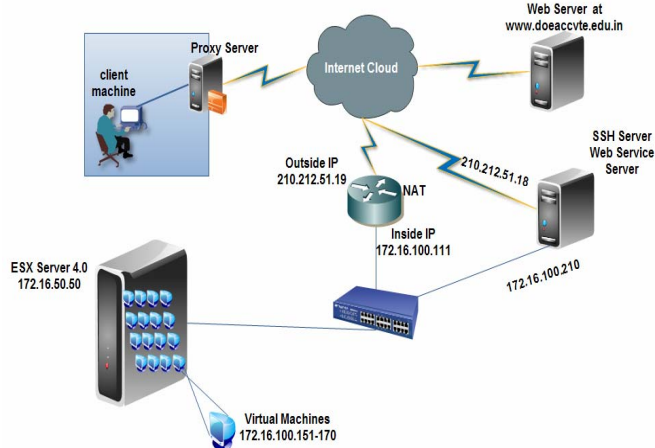 Web Server at
www.doeaccvte.edu.in
Proxy Server
client
machine
Internet Cloud
SSH Server
Web Service
Server
210.212.51.18
Outside IP
210.212.51.19
NAT
Inside IP
172.16.100.111
172.16.100.210
ESX Server 4.0
172.16.50.50
Virtual Machines
172.16.100.151-170